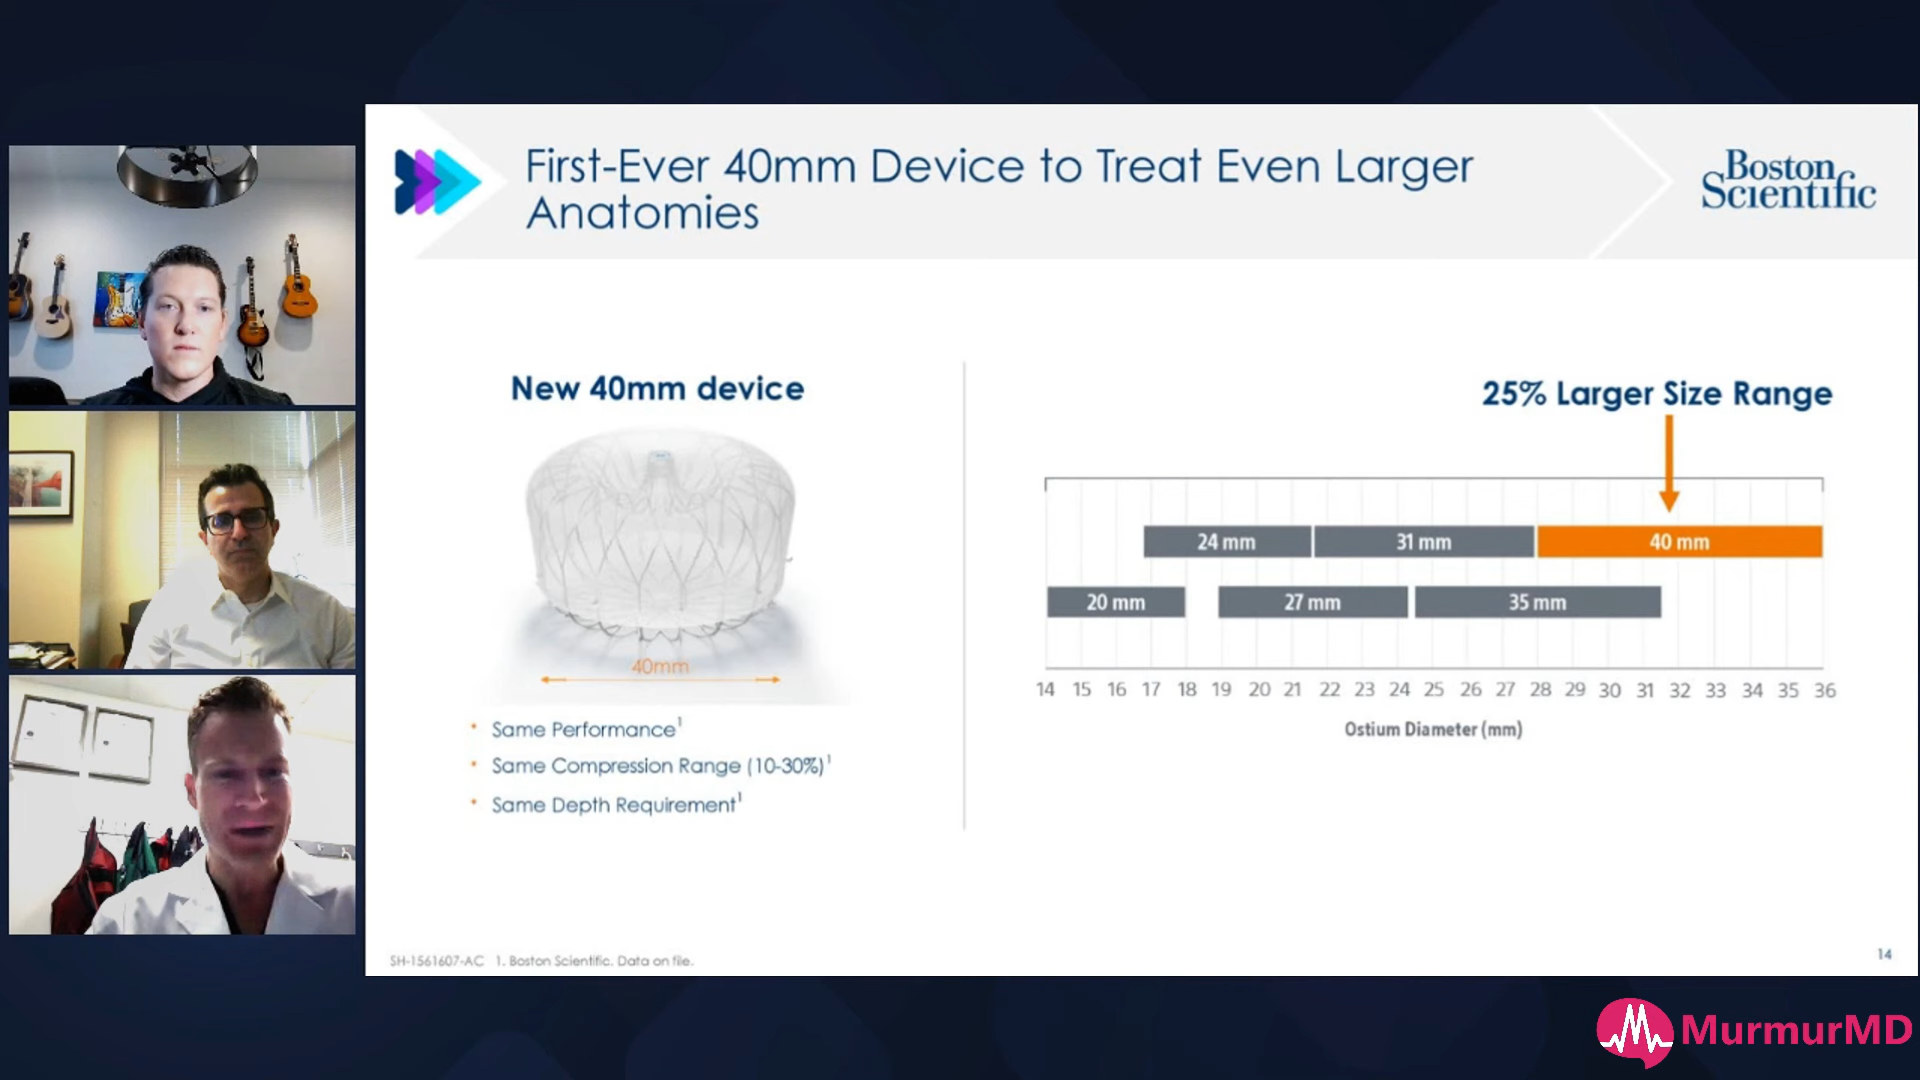 First-Ever 40mm Device to Treat Even Larger
Anatomies
Boston
Scientific
New 40mm device
40mm
• Same Performance1
• Same Compression Range (10-30%)1
• Same Depth Requirement1
25% Larger Size Range
24 mm 31 mm 40 mm
20 mm 27 mm 35 mm
14 15 16 17 18 19 20 21 22 23 24 25 26 27 28 29 30 31 32 33 34 35 36
Ostium Diameter (mm)
SH-1561607-AC 1. Boston Scientific. Data on file.
14
MurmurMD